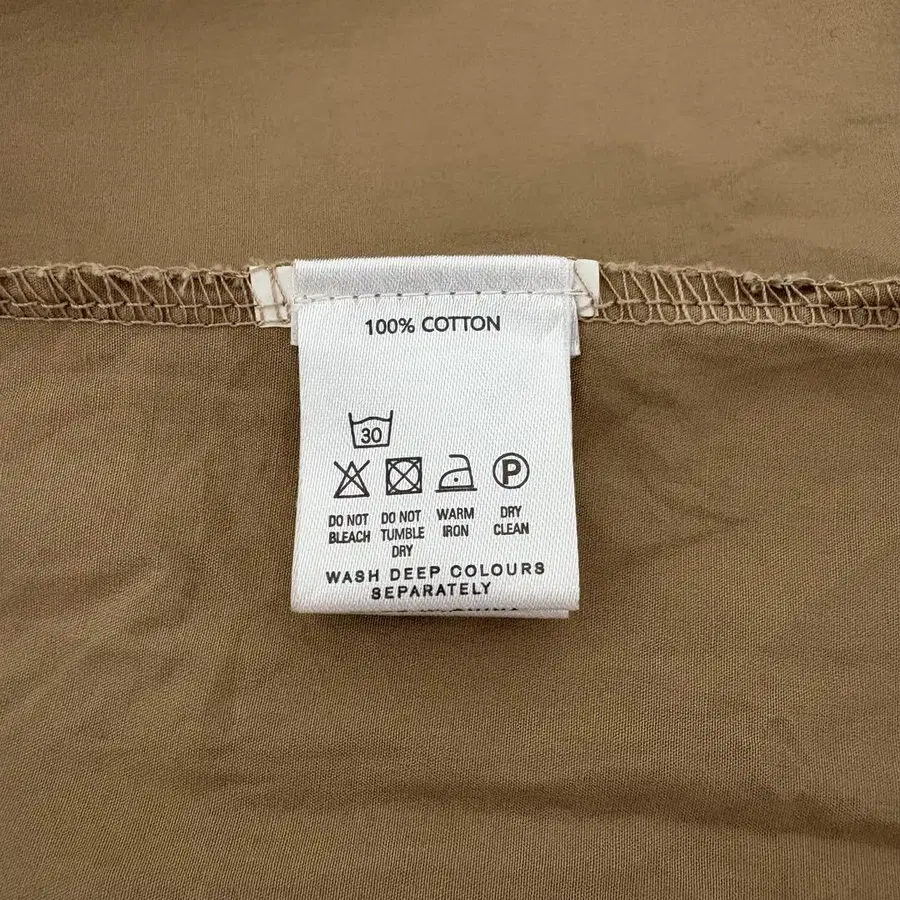 100% COTTON
30
P
DO NOT BLEACH
DO NOT TUMBLE DRY
WARM IRON
DRY CLEAN
WASH DEEP COLOURS
SEPARATELY